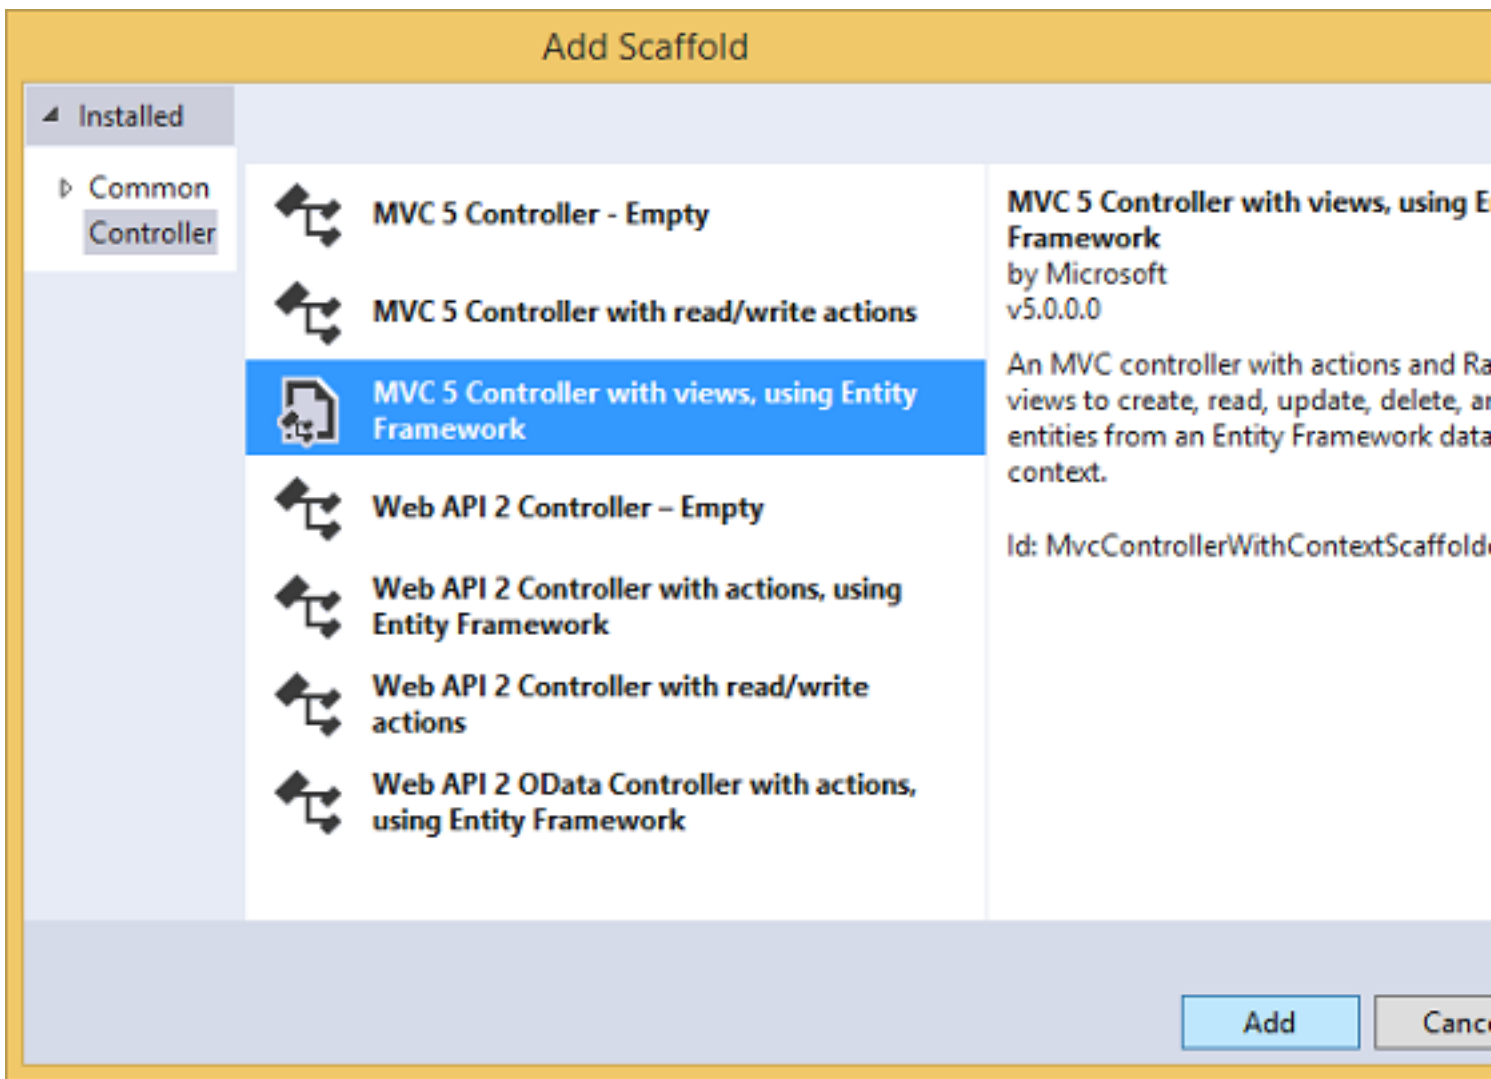 Add Scaffold
Installed
Common
Controller
MVC 5 Controller - Empty
MVC 5 Controller with read/write actions
MVC 5 Controller with views, using Entity
Framework
Web API 2 Controller – Empty
Web API 2 Controller with actions, using
Entity Framework
Web API 2 Controller with read/write
actions
Web API 2 OData Controller with actions,
using Entity Framework
MVC 5 Controller with views, using
Framework
by Microsoft
v5.0.0.0
An MVC controller with actions and
views to create, read, update, delete,
entities from an Entity Framework data
context.
Id:
Add